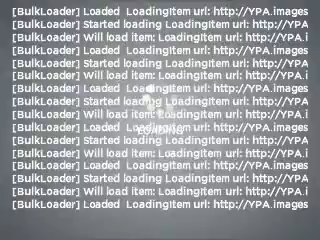 [BulkLoader] Loaded LoadingItem url: http://YPA.images
[BulkLoader] Started loading LoadingItem url: http://YPA
[BulkLoader] Will load item: LoadingItem url: http://YPA.i
[BulkLoader] Loaded LoadingItem url: http://YPA.images
[BulkLoader] Started loading LoadingItem url: http://YPA
[BulkLoader] Will load item: LoadingItem url: http://YPA.i
[BulkLoader] Loaded LoadingItem url: http://YPA.images
[BulkLoader] Started loading LoadingItem url: http://YPA
[BulkLoader] Will load item: LoadingItem url: http://YPA.i
[BulkLoader] Loaded LoadingItem url: http://YPA.images
LOADING
[BulkLoader] Started loading LoadingItem url: http://YPA
[BulkLoader] Will load item: LoadingItem url: http://YPA.i
[BulkLoader] Loaded LoadingItem url: http://YPA.images
[BulkLoader] Started loading LoadingItem url: http://YPA
[BulkLoader] Will load item: LoadingItem url: http://YPA.i
[BulkLoader] Loaded LoadingItem url: http://YPA.images